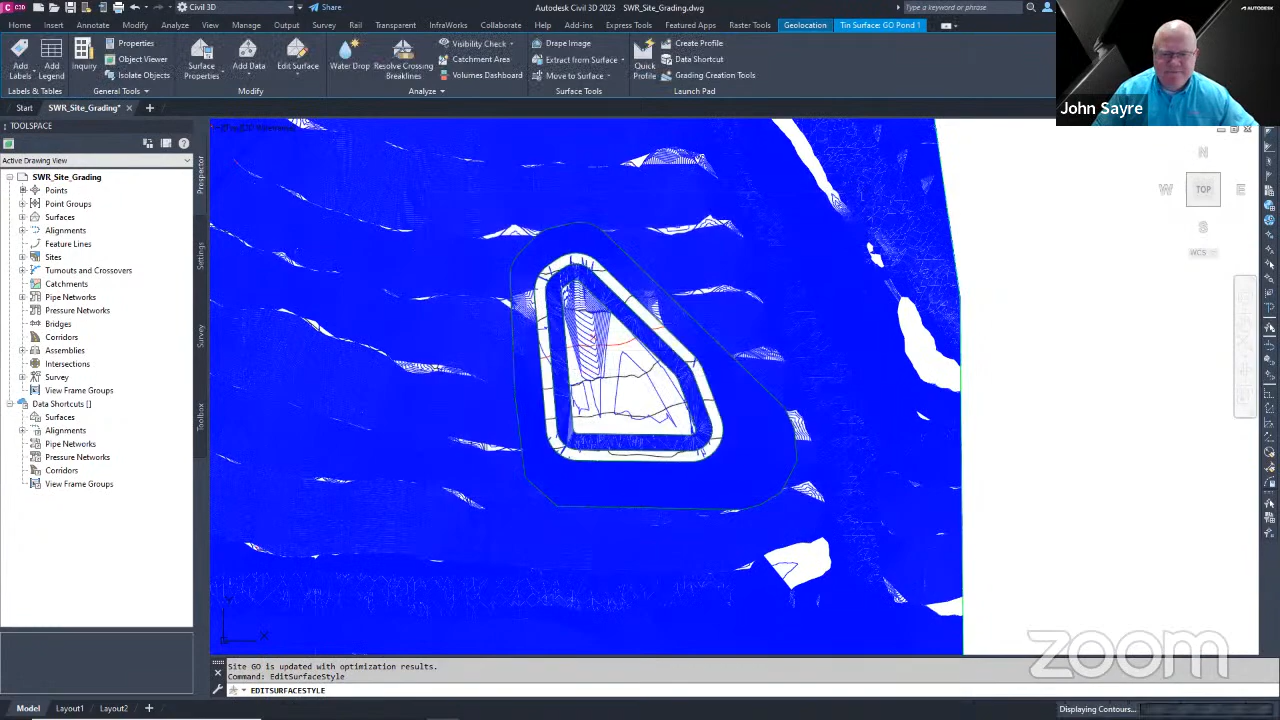 Civil 3D
Share
Autodesk Civil 3D 2023
SWR_Site_Grading.dwg
Type a keyword or phrase
AUTODESK
Home
Insert
Annotate
Modify
Analyze
View
Manage
Output
Survey
Rail
Transparent
InfraWorks
Collaborate
Help
Add-ins
Express Tools
Featured Apps
Raster Tools
Geolocation
Tin Surface: GO Pond 1
Add Labels
Add Legend
Inquiry
Properties
Object Viewer
Isolate Objects
Surface Properties
Add Data
Edit Surface
Water Drop
Resolve Crossing Breaklines
Visibility Check
Catchment Area
Volumes Dashboard
Drape Image
Extract from Surface
Move to Surface
Quick Profile
Create Profile
Data Shortcut
Grading Creation Tools
Labels & Tables
General Tools
Modify
Analyze
Surface Tools
Launch Pad
John Sayre
Start
SWR_Site_Grading*
TOOLSPACE
Active Drawing View
SWR_Site_Grading
Points
Point Groups
Surfaces
Alignments
Feature Lines
Sites
Turnouts and Crossovers
Catchments
Pipe Networks
Pressure Networks
Bridges
Corridors
Assemblies
Intersections
Survey
View Frame Groups
Data Shortcuts []
Surfaces
Alignments
Pipe Networks
Pressure Networks
Corridors
View Frame Groups
Prospector
Settings
Survey
Toolbox
N
W
TOP
E
S
WCS
Y
X
zoom
Site GO is updated with optimization results.
Command: EditSurfaceStyle
EDITSURFACESTYLE
Model
Layout1
Layout2
Displaying Contours...